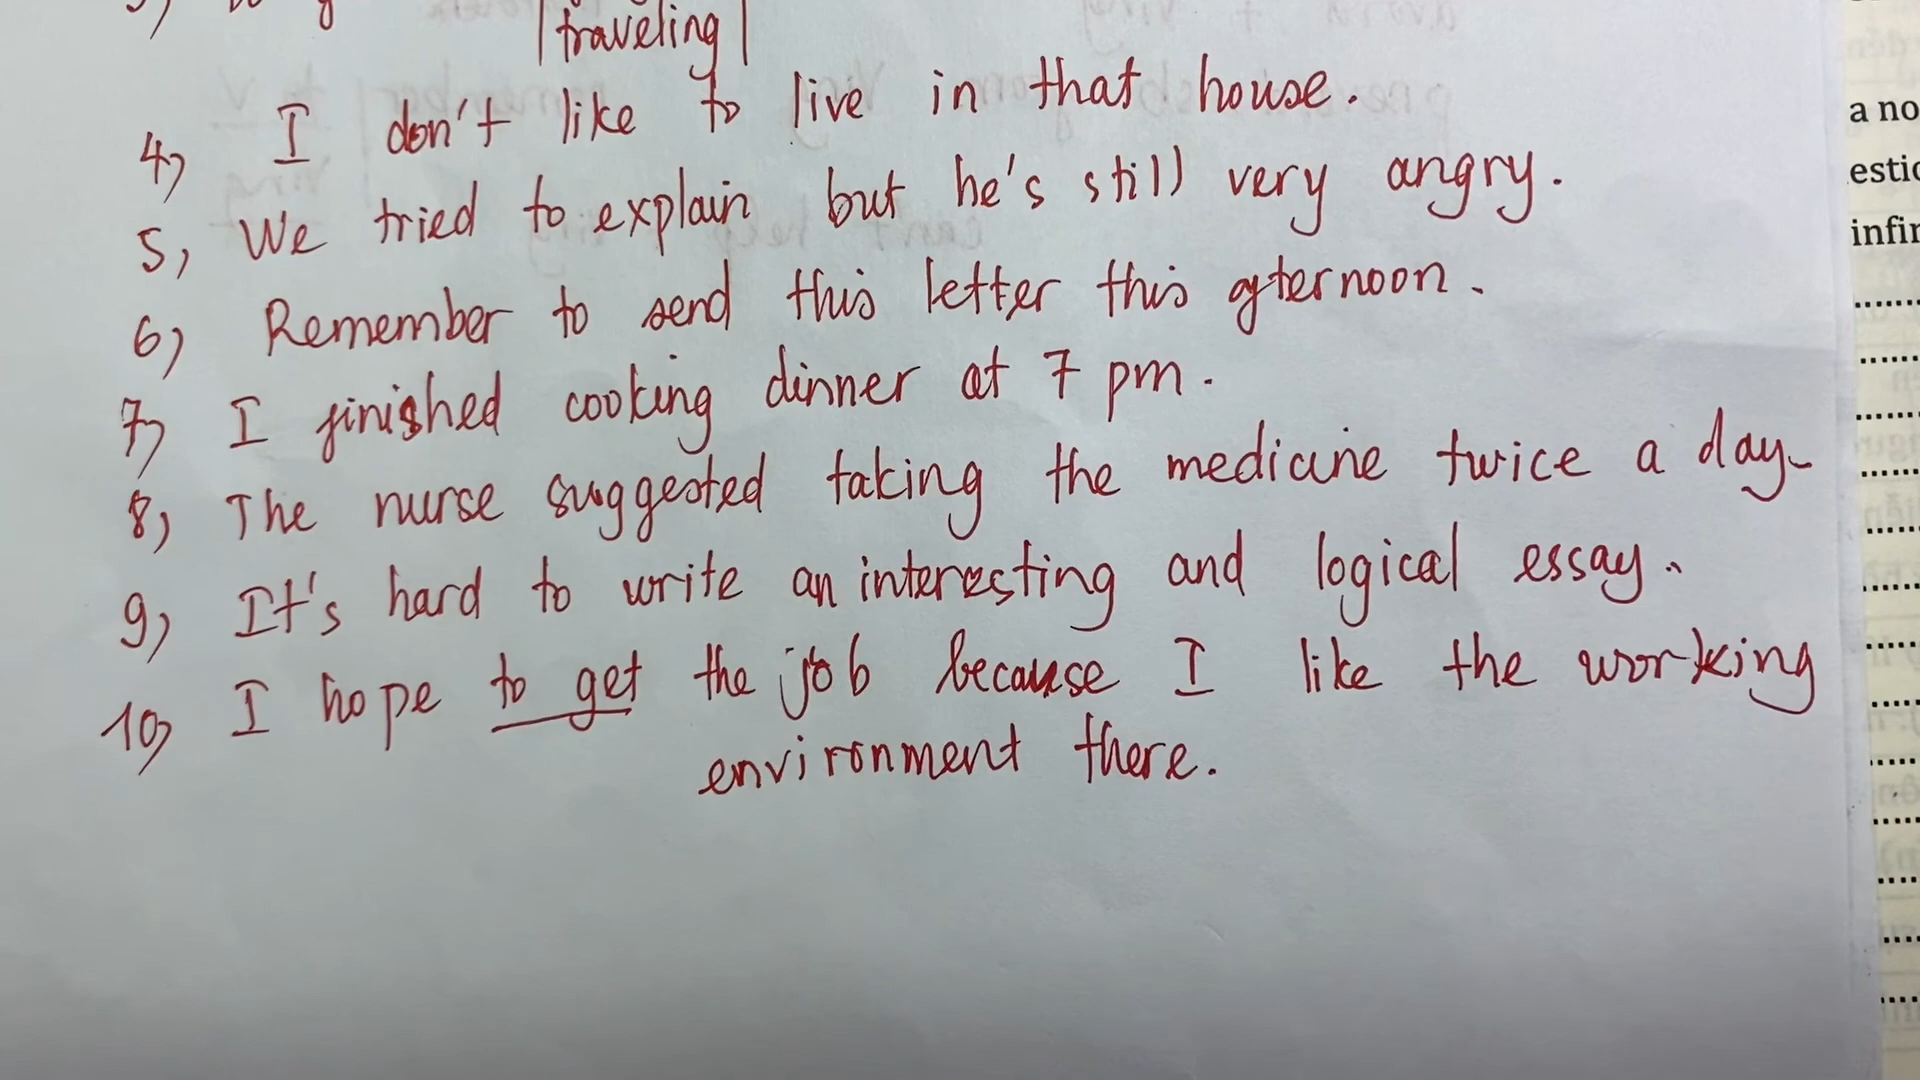 traveling
4) I don't like to live in that house.
5, We tried to explain but he's still very angry.
6) Remember to send this letter this afternoon.
7) I finished cooking dinner at 7 pm.
8) The nurse suggested taking the medicine twice a day.
9) It's hard to write an interesting and logical essay.
10) I hope to get the job because I like the working
environment there.
a no
estic
infin